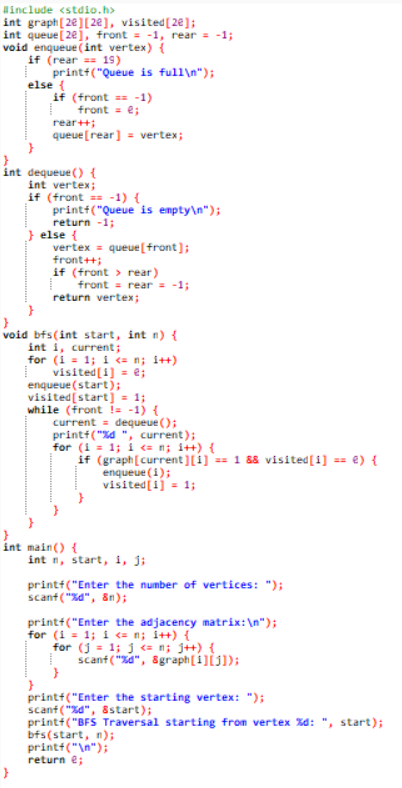 #include <stdio.h>
int graph[20][20], visited[20];
int queue[20], front = -1, rear = -1;
void enqueue(int vertex) {
    if (rear == 19)
        printf("Queue is full\n");
    else {
        if (front == -1)
            front = 0;
        rear++;
        queue[rear] = vertex;
    }
}
int dequeue() {
    int vertex;
    if (front == -1) {
        printf("Queue is empty\n");
        return -1;
    } else {
        vertex = queue[front];
        front++;
        if (front > rear)
            front = rear = -1;
        return vertex;
    }
}
void bfs(int start, int n) {
    int i, current;
    for (i = 1; i <= n; i++)
        visited[i] = 0;
    enqueue(start);
    visited[start] = 1;
    while (front != -1) {
        current = dequeue();
        printf("%d ", current);
        for (i = 1; i <= n; i++) {
            if (graph[current][i] == 1 && visited[i] == 0) {
                enqueue(i);
                visited[i] = 1;
            }
        }
    }
}
int main() {
    int n, start, i, j;

    printf("Enter the number of vertices: ");
    scanf("%d", &n);

    printf("Enter the adjacency matrix:\n");
    for (i = 1; i <= n; i++) {
        for (j = 1; j <= n; j++) {
            scanf("%d", &graph[i][j]);
        }
    }
    printf("Enter the starting vertex: ");
    scanf("%d", &start);
    printf("BFS Traversal starting from vertex %d: ", start);
    bfs(start, n);
    printf("\n");
    return 0;
}